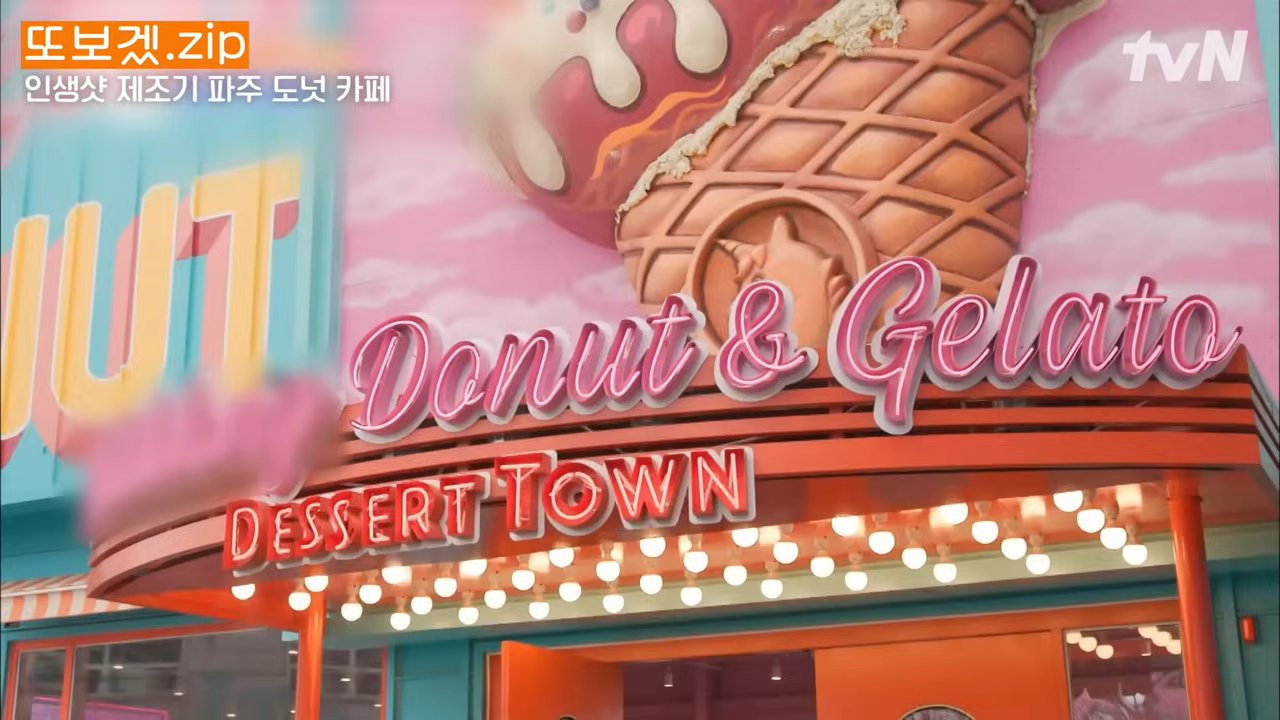 또보겠.zip
인생샷 제조기 파주 도넛 카페
tvN
UT
Donut & Gelato
DESSERT TOWN